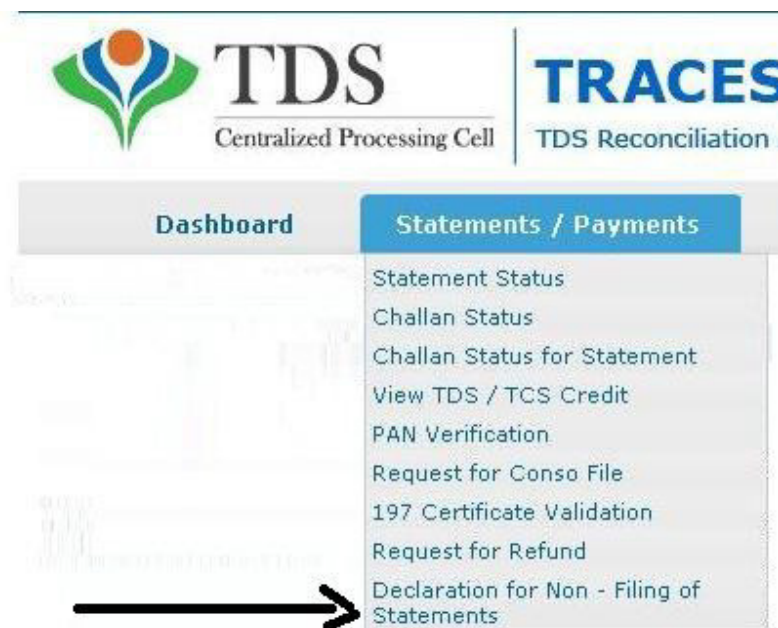 TDS
Centralized Processing Cell
TRACES
TDS Reconciliation
Dashboard
Statements / Payments
Statement Status
Challan Status
Challan Status for Statement
View TDS / TCS Credit
PAN Verification
Request for Conso File
197 Certificate Validation
Request for Refund
Declaration for Non - Filing of
Statements